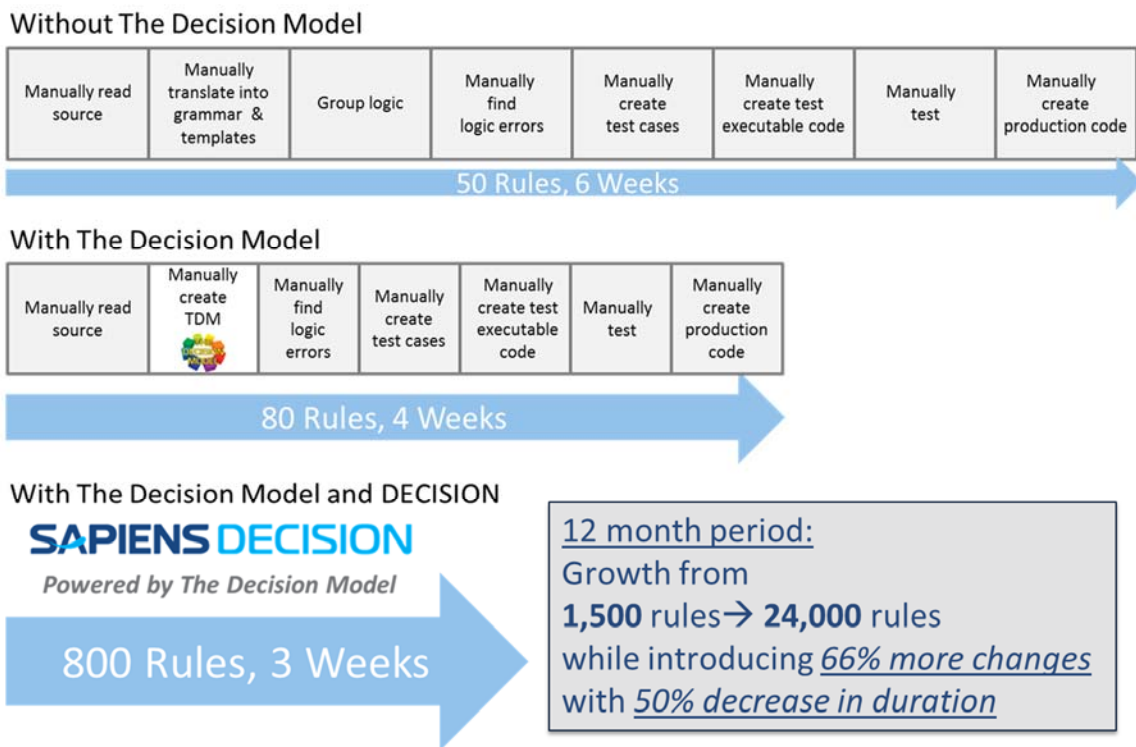 Without The Decision Model
Manually read
source
Manually
translate into
grammar &
templates
Group logic
Manually
find
logic errors
Manually
create
test cases
Manually
create test
executable code
Manually
test
Manually
create
production code
50 Rules, 6 Weeks
With The Decision Model
Manually read
source
Manually
create
TDM
Manually
find
logic
errors
Manually
create
test cases
Manually
create test
executable
code
Manually
test
Manually
create
production
code
80 Rules, 4 Weeks
With The Decision Model and DECISION
SAPIENS DECISION
Powered by The Decision Model
800 Rules, 3 Weeks
12 month period:
Growth from
1,500 rules→ 24,000 rules
while introducing 66% more changes
with 50% decrease in duration